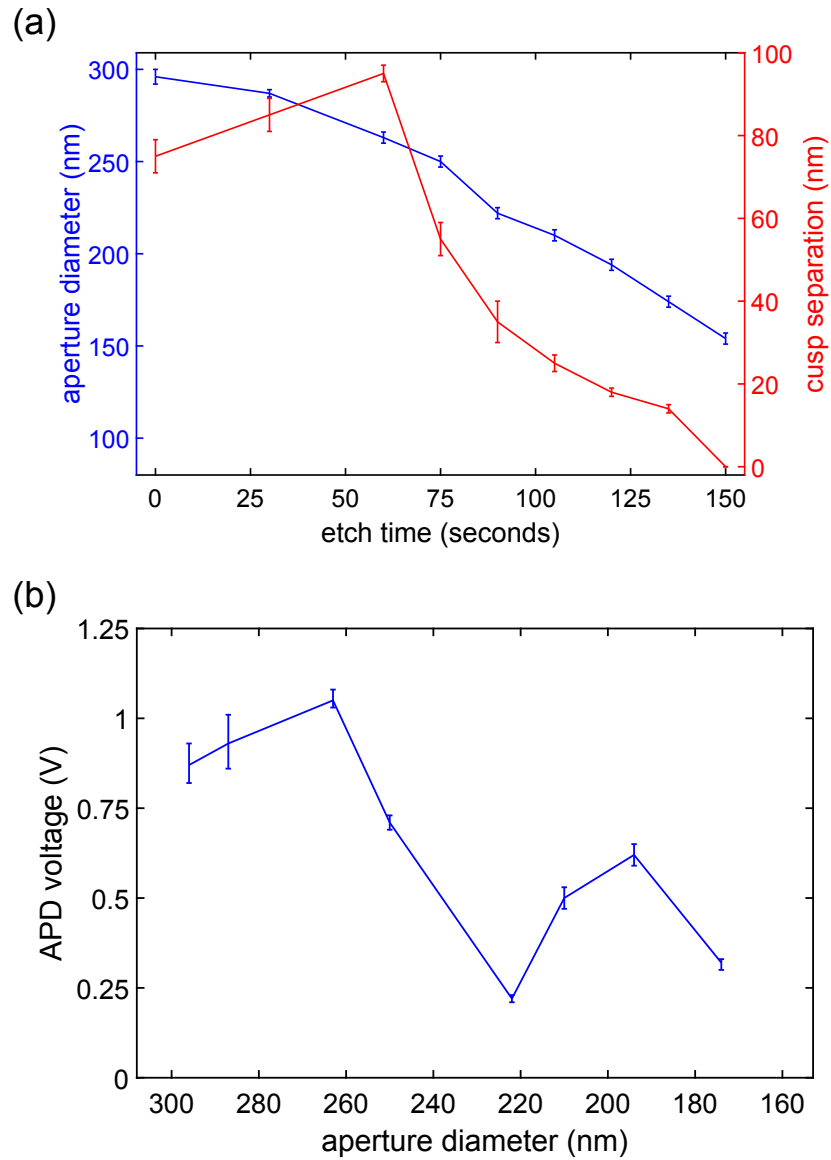 (a)
300
250
200
150
100
aperture diameter (nm)
100
80
60
40
20
0
cusp separation (nm)
0 25 50 75 100 125 150
etch time (seconds)
(b)
1.25
1
0.75
0.5
0.25
0
APD voltage (V)
300 280 260 240 220 200 180 160
aperture diameter (nm)